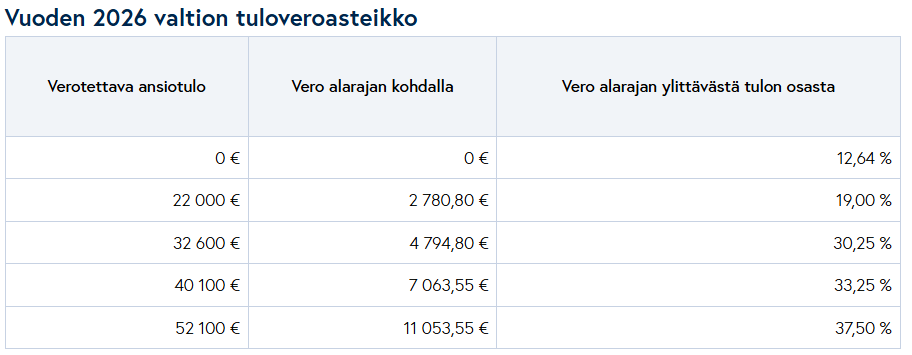 Vuoden 2026 valtion tuloveroasteikko
Verotettava ansiotulo Vero alarajan kohdalla Vero alarajan ylittävästä tulon osasta
0 € 0 € 12,64 %
22 000 € 2 780,80 € 19,00 %
32 600 € 4 794,80 € 30,25 %
40 100 € 7 063,55 € 33,25 %
52 100 € 11 053,55 € 37,50 %